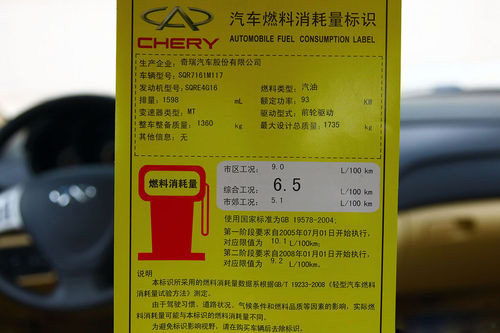 CHERY
汽车燃料消耗量标识
AUTOMOBILE FUEL CONSUMPTION LABEL
生产企业: 奇瑞汽车股份有限公司
车辆型号: SQR7161M117
发动机型号: SQRE4G16 燃料类型: 汽油
排量: 1598 mL 额定功率: 93 KW
变速器类型: MT 驱动型式: 前轮驱动
整车整备质量: 1360 kg 最大设计总质量: 1735 kg
其他信息: 无
燃料消耗量
市区工况: 9.0 L/100 km
综合工况: 6.5 L/100 km
市郊工况: 5.1 L/100 km
使用国家标准为GB 19578-2004:
第一阶段要求自2005年07月01日开始执行,
对应限值为 10.1 L/100km;
第二阶段要求自2008年01月01日开始执行,
对应限值为 9.2 L/100km。
说明
本标识所采用的燃料消耗量数据系根据GB/T 19233-2008《轻型汽车燃料
消耗量试验方法》测定。
由于驾驶习惯、道路状况、气候条件和燃料品质等因素的影响, 实际燃
料消耗量可能与本标识的燃料消耗量不同。
为避免标识影响视野, 请在购买车辆后去除标识。